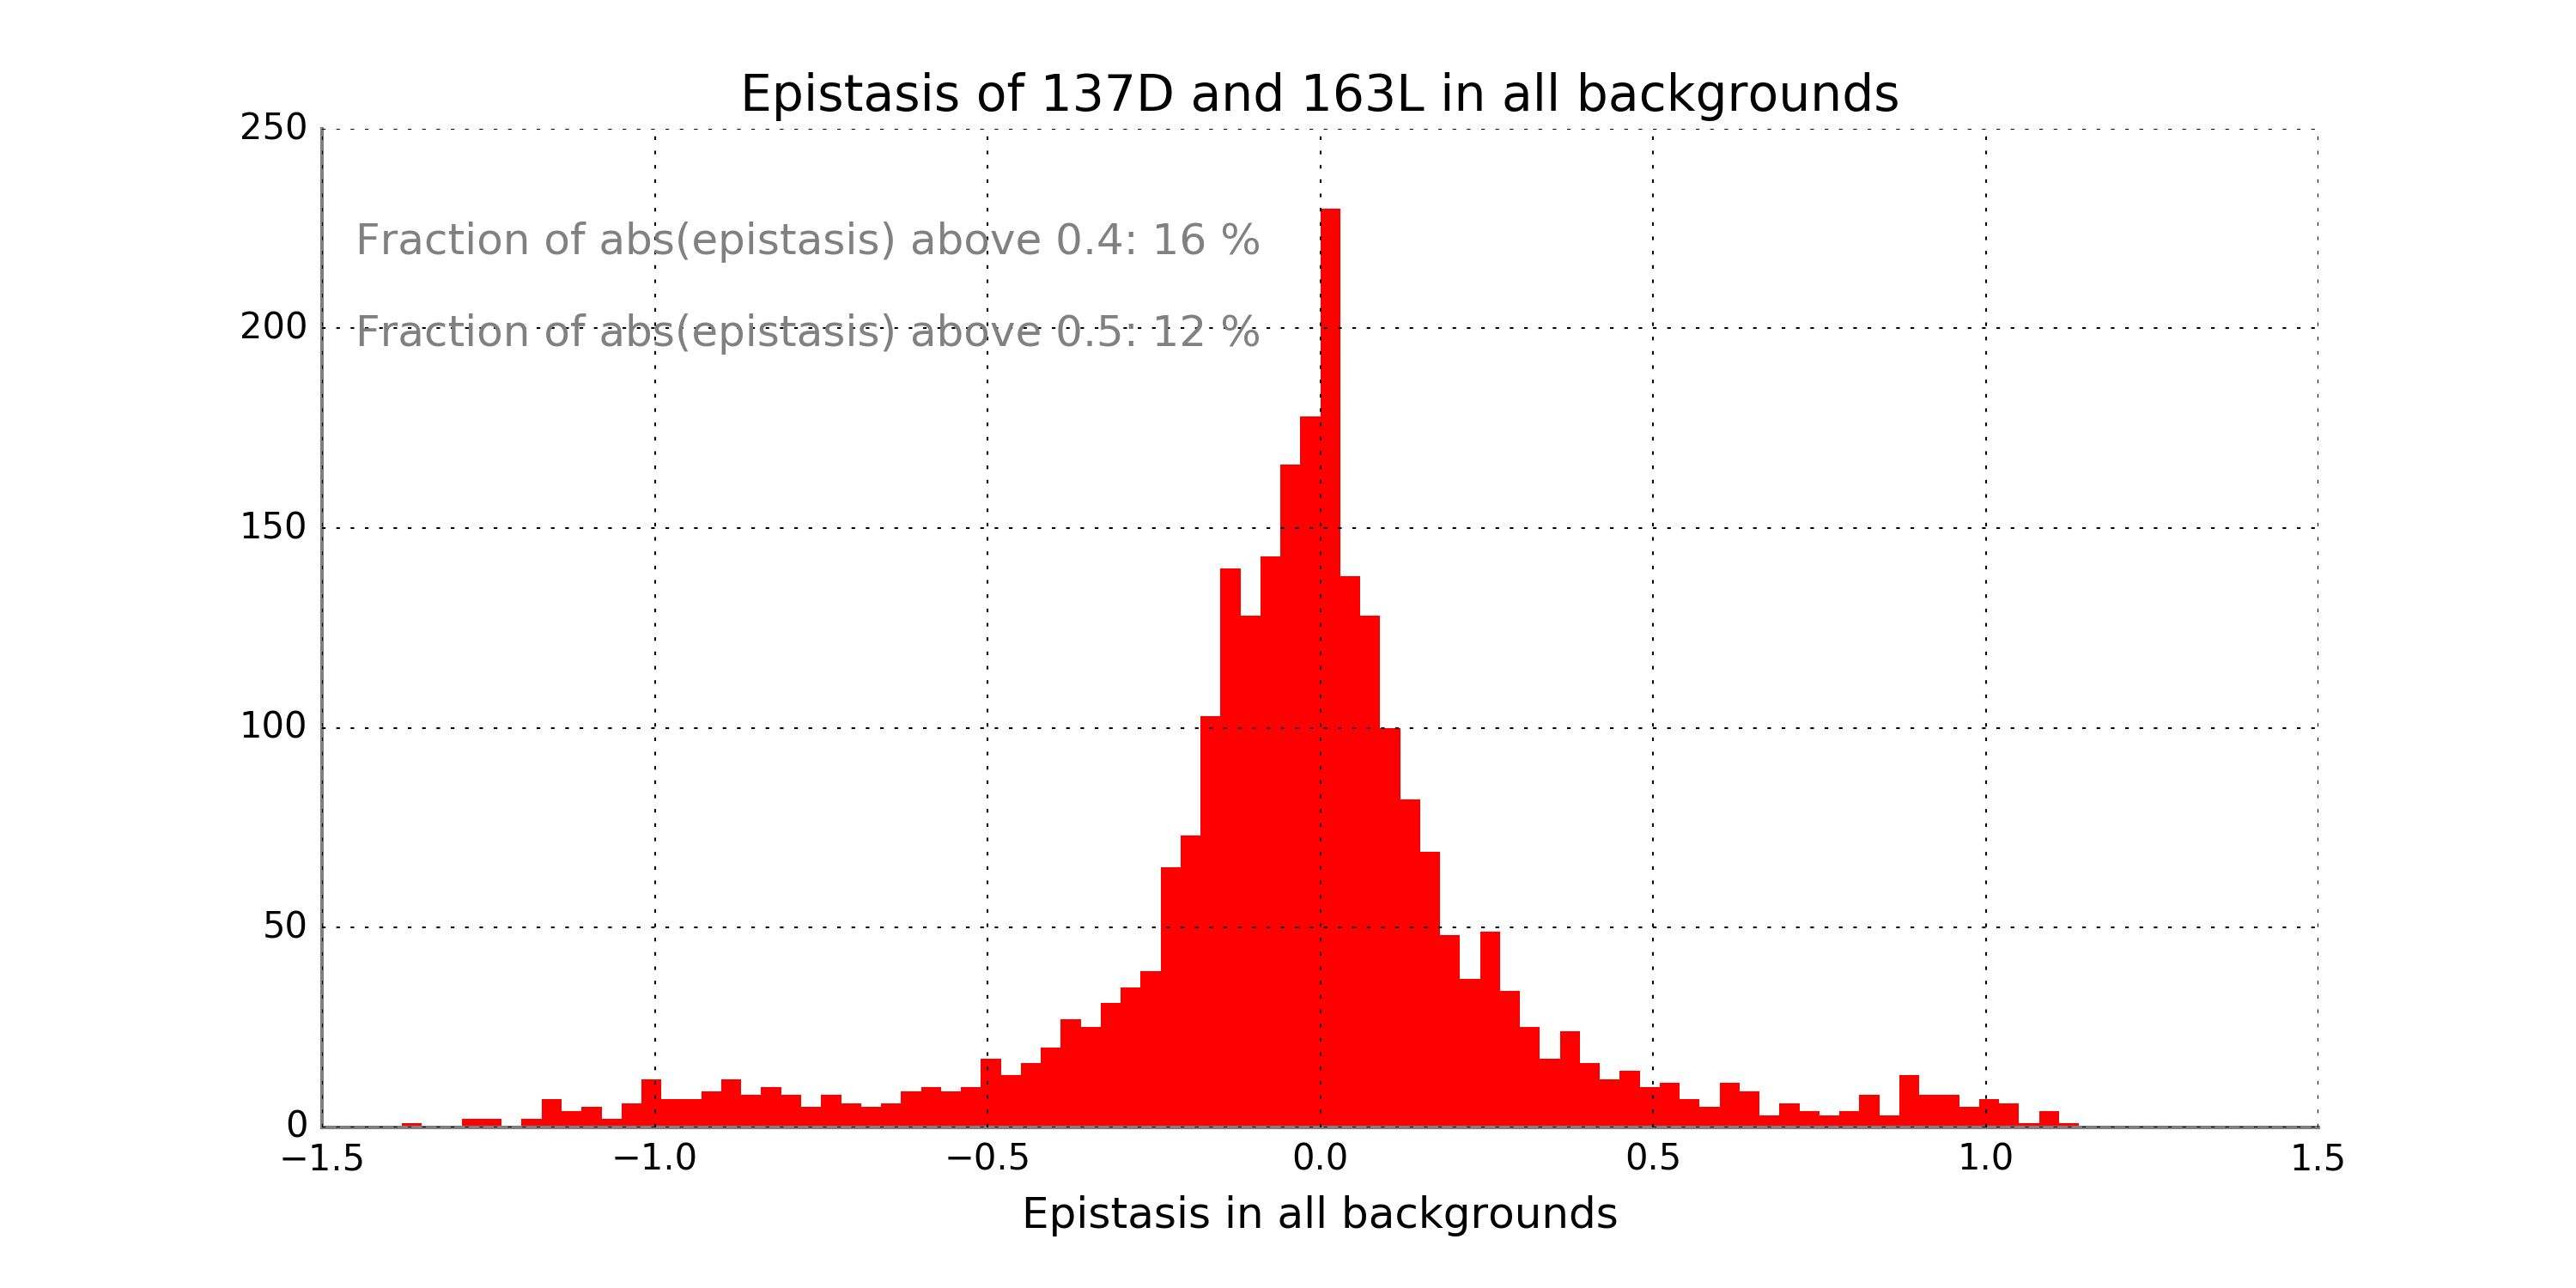 Epistasis of 137D and 163L in all backgrounds
250
Fraction of abs(epistasis) above 0.4: 16 %
200
Fraction of abs(epistasis) above 0.5: 12 %
150
100
50
0
−1.5 −1.0 −0.5 0.0 0.5 1.0 1.5
Epistasis in all backgrounds